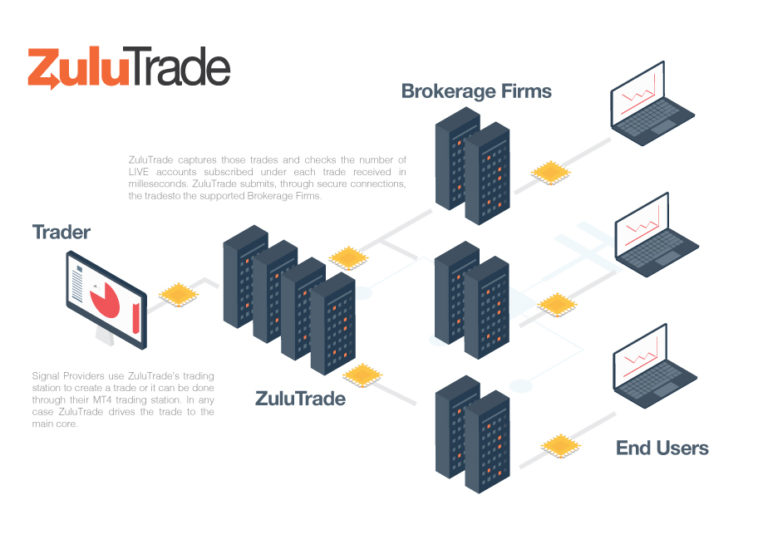 ZuluTrade
Brokerage Firms
ZuluTrade captures those trades and checks the number of
LIVE accounts subscribed under each trade received in
milleseconds. ZuluTrade submits, through secure connections,
the tradesto the supported Brokerage Firms.
Trader
Signal Providers use ZuluTrade's trading
station to create a trade or it can be done
through their MT4 trading station. In any
case ZuluTrade drives the trade to the
main core.
ZuluTrade
End Users